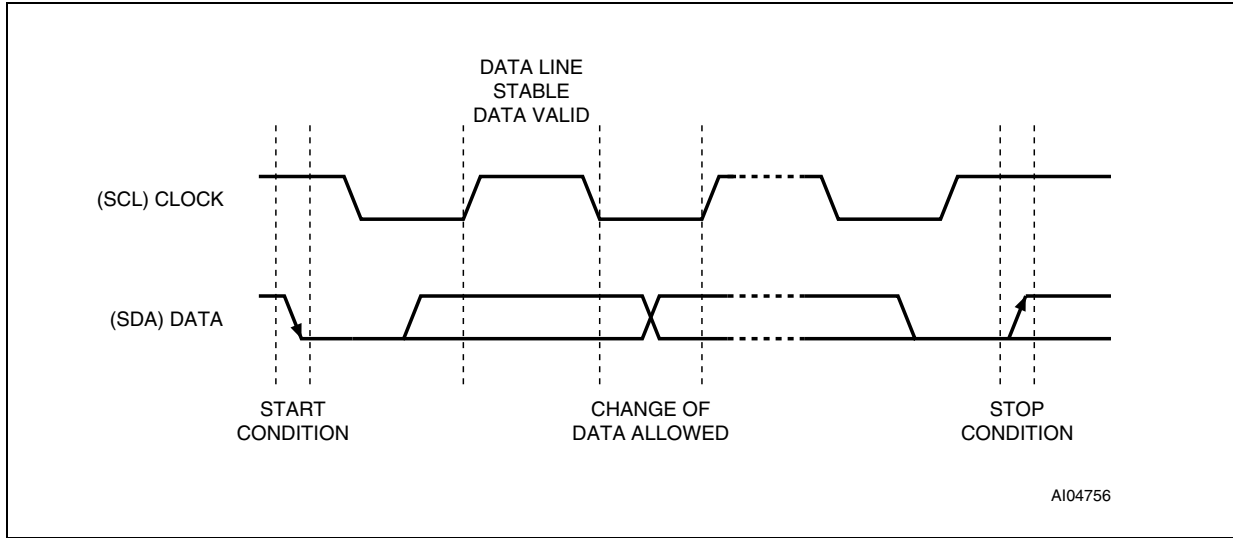 DATA LINE
STABLE
DATA VALID
(SCL) CLOCK
(SDA) DATA
START
CONDITION
CHANGE OF
DATA ALLOWED
STOP
CONDITION
AI04756